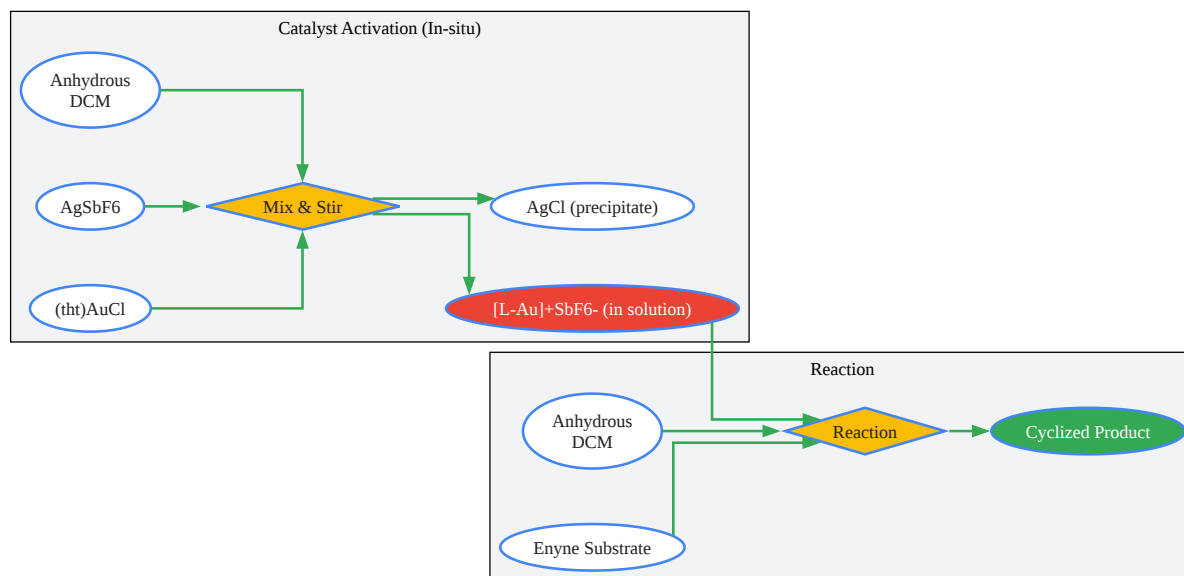 Catalyst Activation (In-situ)
Anhydrous
DCM
AgSbF6
Mix & Stir
AgCl (precipitate)
(tht)AuCl
[L-Au]+SbF6- (in solution)
Reaction
Anhydrous
DCM
Reaction
Cyclized Product
Enyne Substrate